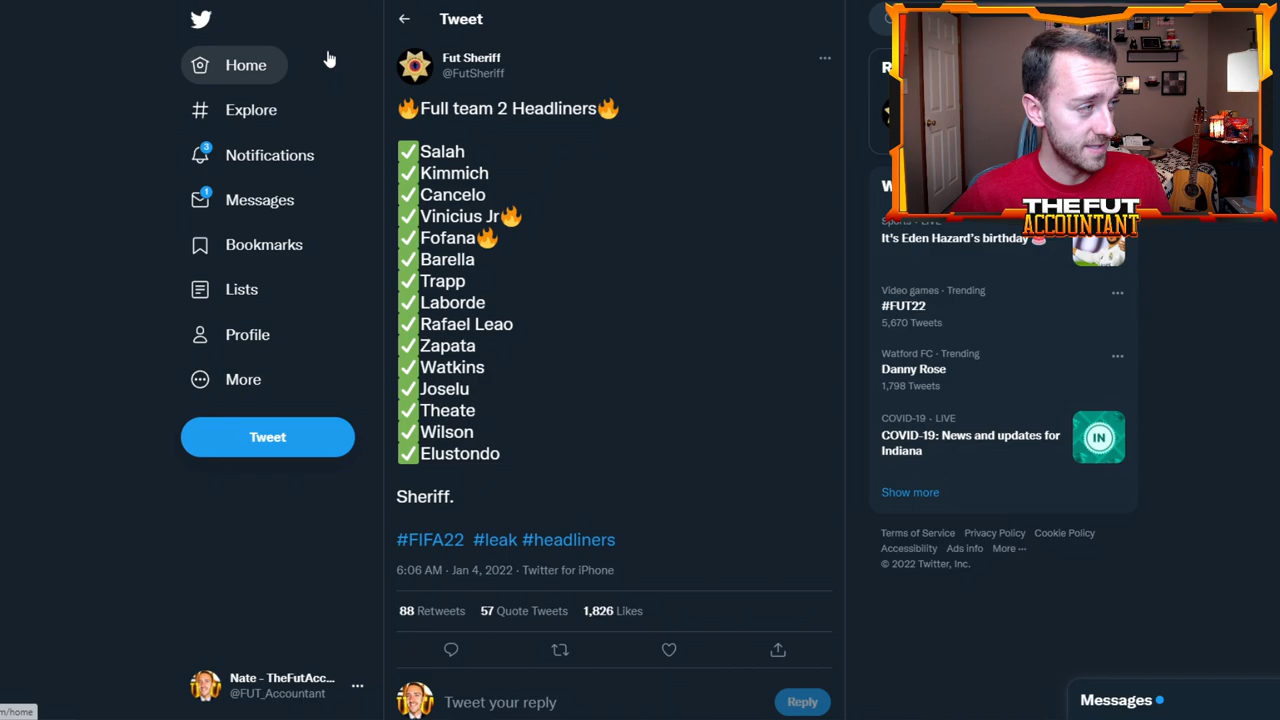 Home
Explore
3
Notifications
1
Messages
Bookmarks
Lists
Profile
More
Tweet
Nate - TheFutAcc...
@FUT_Accountant
m/home
Tweet
Fut Sheriff
@FutSheriff
🔥Full team 2 Headliners🔥
✅Salah
✅Kimmich
✅Cancelo
✅Vinicius Jr🔥
✅Fofana🔥
✅Barella
✅Trapp
✅Laborde
✅Rafael Leao
✅Zapata
✅Watkins
✅Joselu
✅Theate
✅Wilson
✅Elustondo
Sheriff.
#FIFA22 #leak #headliners
6:06 AM · Jan 4, 2022 · Twitter for iPhone
88 Retweets 57 Quote Tweets 1,826 Likes
Tweet your reply
Reply
THE FUT
ACCOUNTANT
It's Eden Hazard's birthday
Video games · Trending
#FUT22
5,670 Tweets
Watford FC · Trending
Danny Rose
1,798 Tweets
COVID-19 · LIVE
COVID-19: News and updates for
Indiana
IN
Show more
Terms of Service Privacy Policy Cookie Policy
Accessibility Ads info More ···
© 2022 Twitter, Inc.
Messages